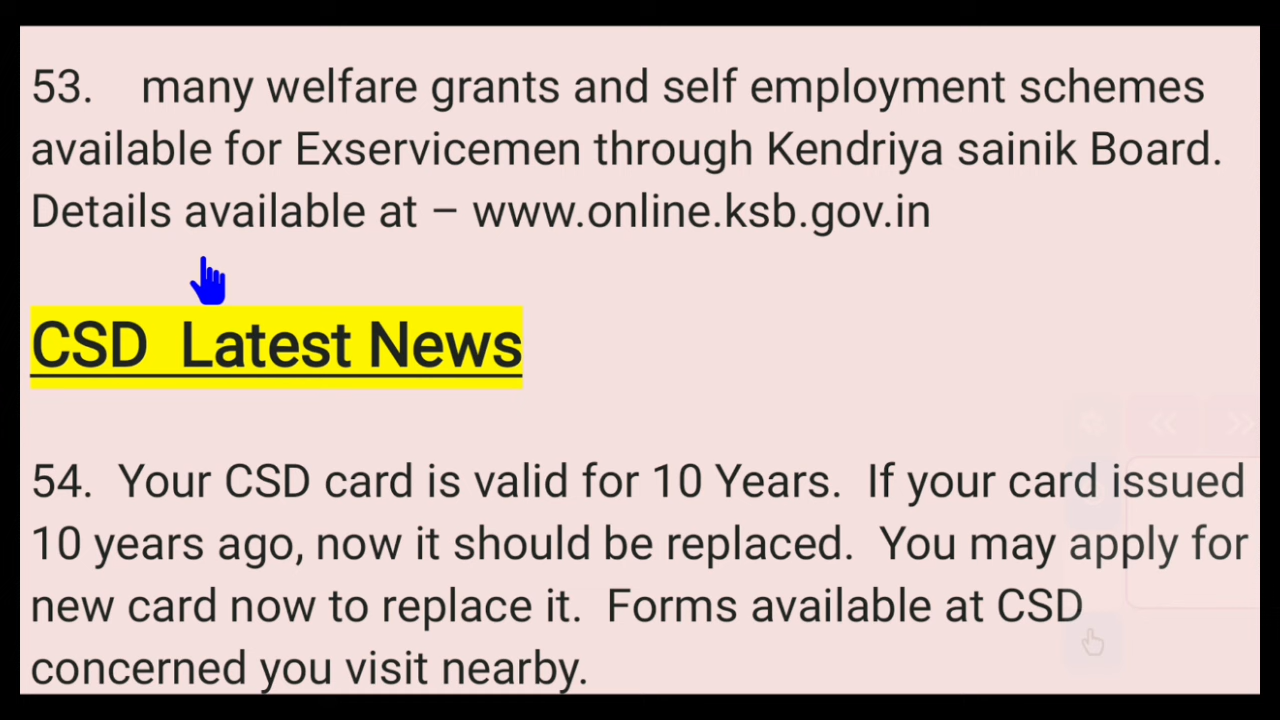 53. many welfare grants and self employment schemes
available for Exservicemen through Kendriya sainik Board.
Details available at – www.online.ksb.gov.in
CSD Latest News
54. Your CSD card is valid for 10 Years. If your card issued
10 years ago, now it should be replaced. You may apply for
new card now to replace it. Forms available at CSD
concerned you visit nearby.